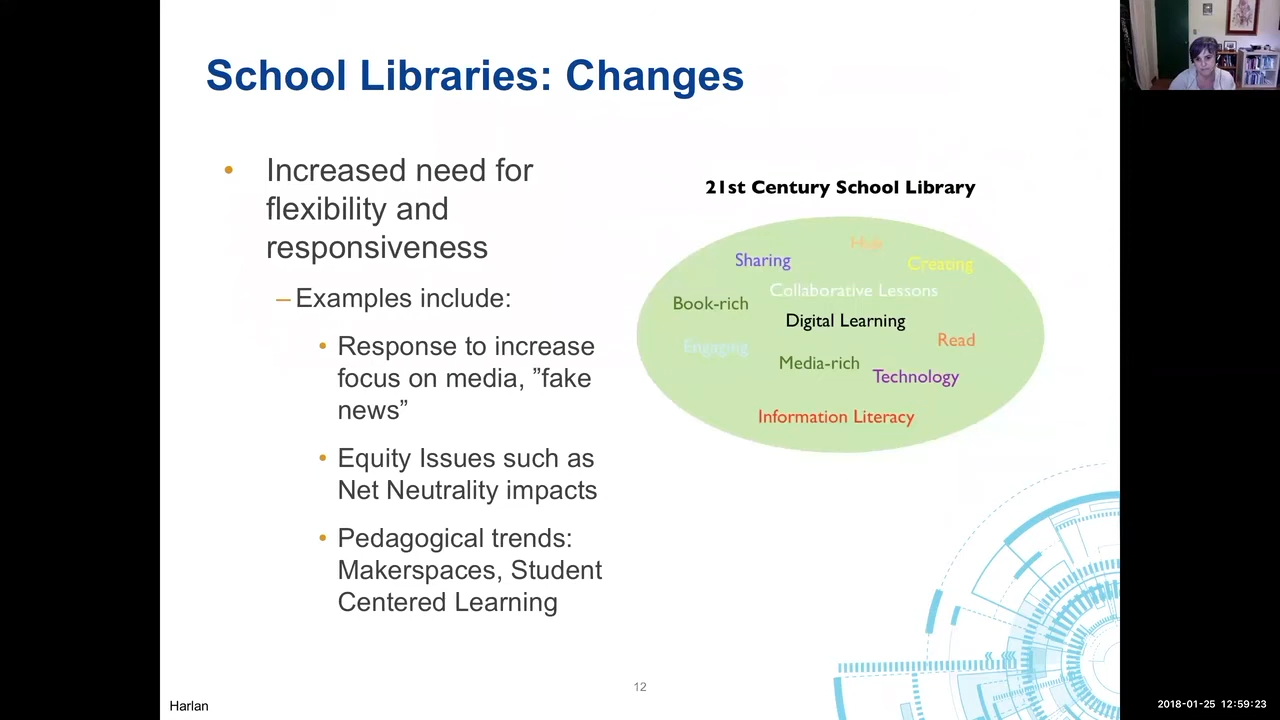 School Libraries: Changes
• Increased need for
flexibility and
responsiveness
– Examples include:
• Response to increase
focus on media, ”fake
news”
• Equity Issues such as
Net Neutrality impacts
• Pedagogical trends:
Makerspaces, Student
Centered Learning
21st Century School Library
Hub
Sharing
Creating
Collaborative Lessons
Book-rich
Digital Learning
Read
Engaging
Media-rich
Technology
Information Literacy
12
Harlan
2018-01-25 12:59:23